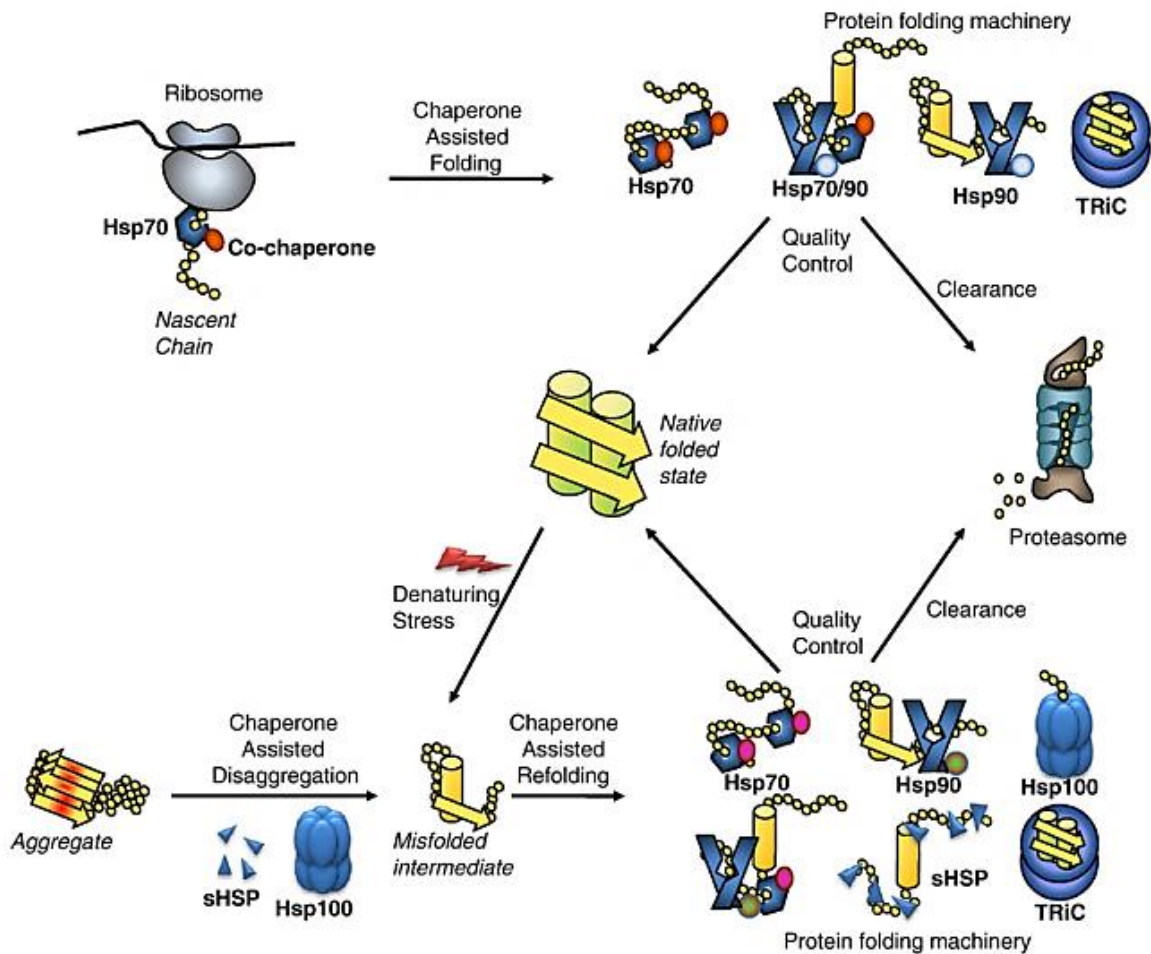 Protein folding machinery
Ribosome
Chaperone
Assisted
Folding
Hsp70
Co-chaperone
Nascent
Chain
Hsp70
Hsp70/90
Hsp90
TRiC
Quality
Control
Clearance
Native
folded
state
Proteasome
Denaturing
Stress
Quality
Control
Clearance
Chaperone
Assisted
Disaggregation
Chaperone
Assisted
Refolding
Aggregate
sHSP
Hsp100
Misfolded
intermediate
Hsp70
Hsp90
Hsp100
sHSP
TRiC
Protein folding machinery